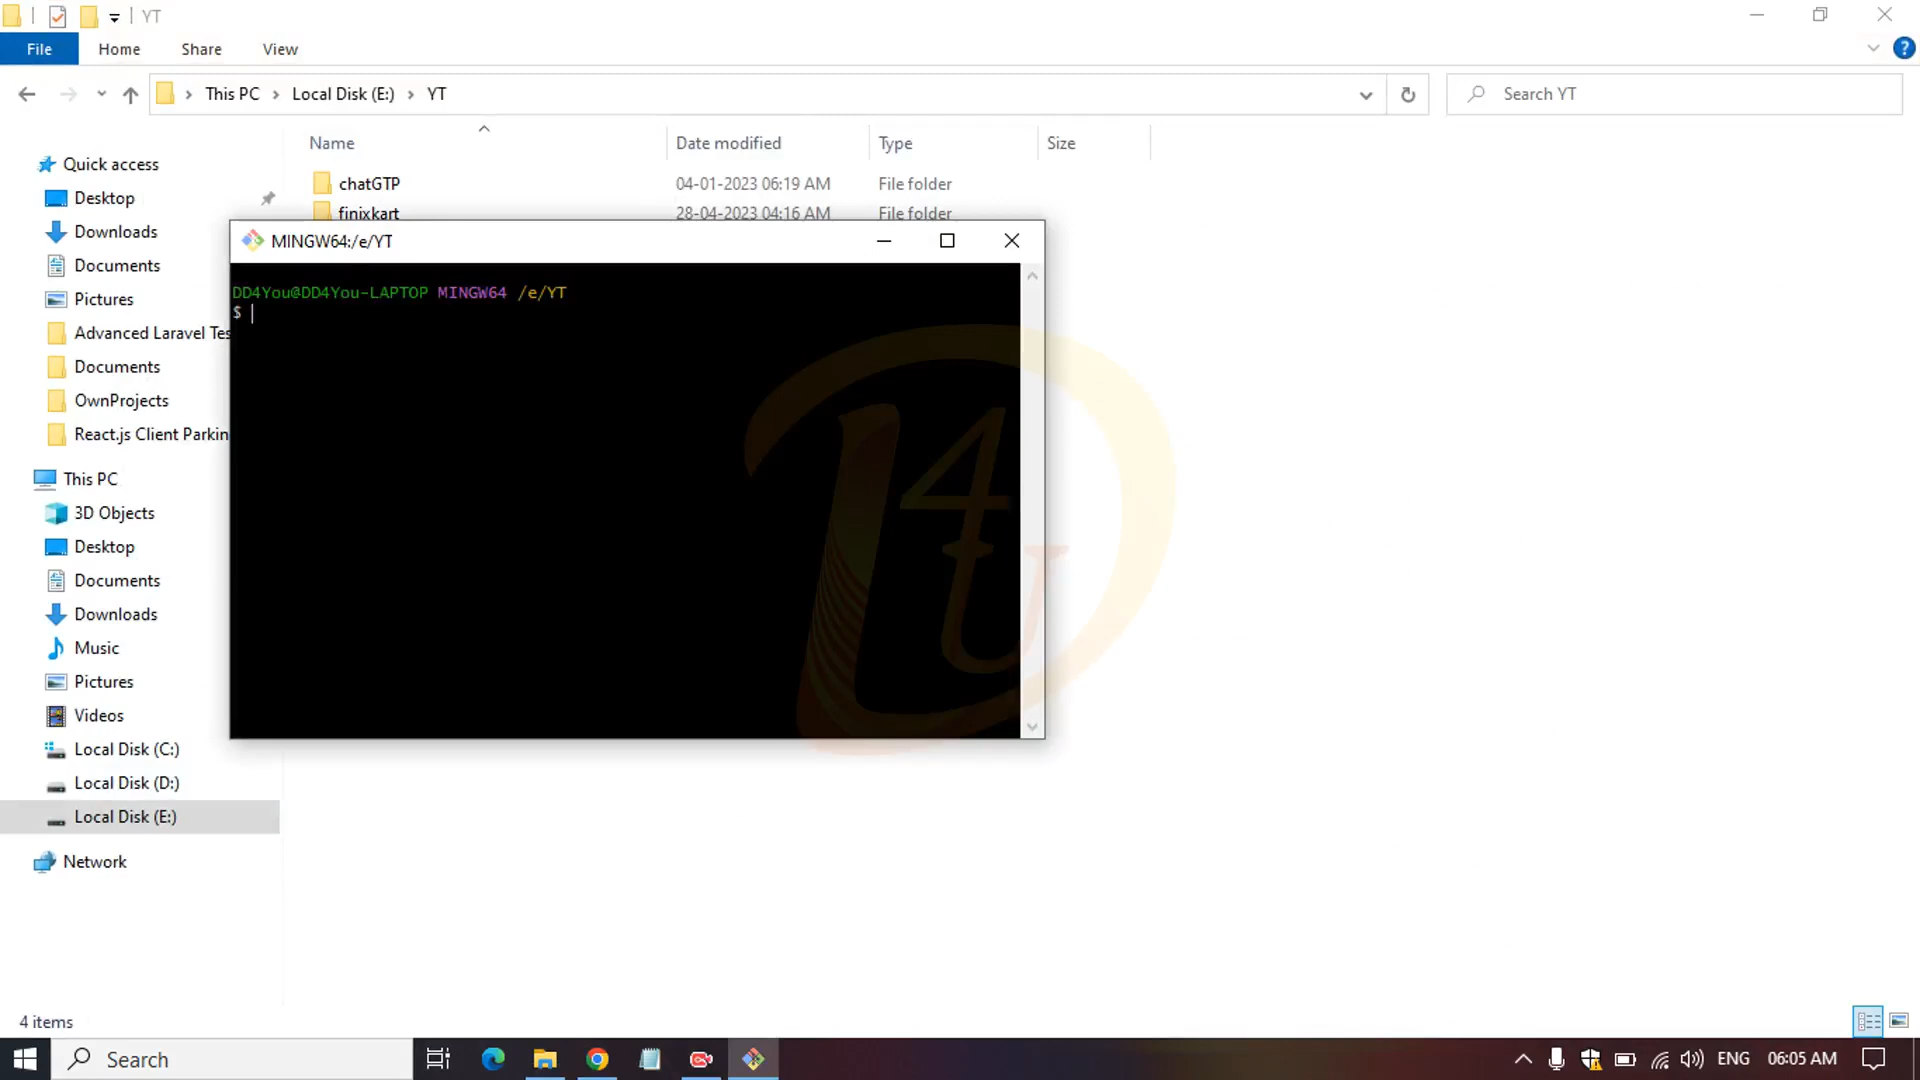 YT
File Home Share View
This PC Local Disk (E:) YT
Search YT
Name Date modified Type Size
chatGTP 04-01-2023 06:19 AM File folder
finixkart 28-04-2023 04:16 AM File folder
Quick access
Desktop
Downloads
Documents
Pictures
Advanced Laravel Tes
Documents
OwnProjects
React.js Client Parkin
This PC
3D Objects
Desktop
Documents
Downloads
Music
Pictures
Videos
Local Disk (C:)
Local Disk (D:)
Local Disk (E:)
Network
MINGW64:/e/YT
DD4You@DD4You-LAPTOP MINGW64 /e/YT
$
D4U
4 items
Search
ENG 06:05 AM